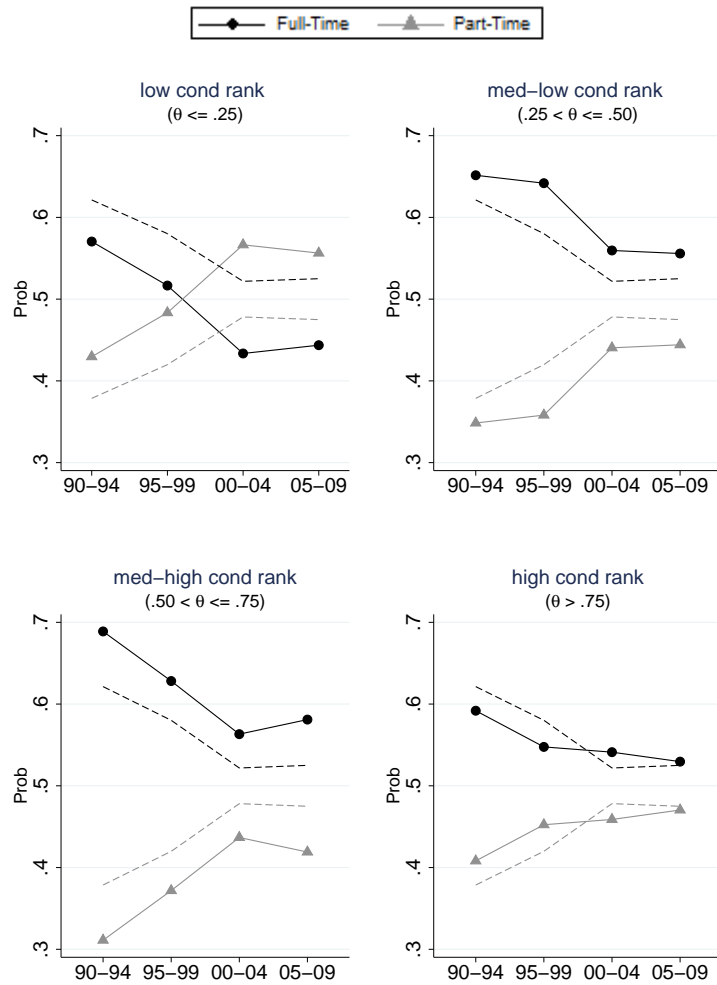 Full-Time Part-Time
low cond rank
(θ <= .25)
Prob
.7
.6
.5
.4
.3
90–94 95–99 00–04 05–09
med–low cond rank
(.25 < θ <= .50)
Prob
.7
.6
.5
.4
.3
90–94 95–99 00–04 05–09
med–high cond rank
(.50 < θ <= .75)
Prob
.7
.6
.5
.4
.3
90–94 95–99 00–04 05–09
high cond rank
(θ > .75)
Prob
.7
.6
.5
.4
.3
90–94 95–99 00–04 05–09